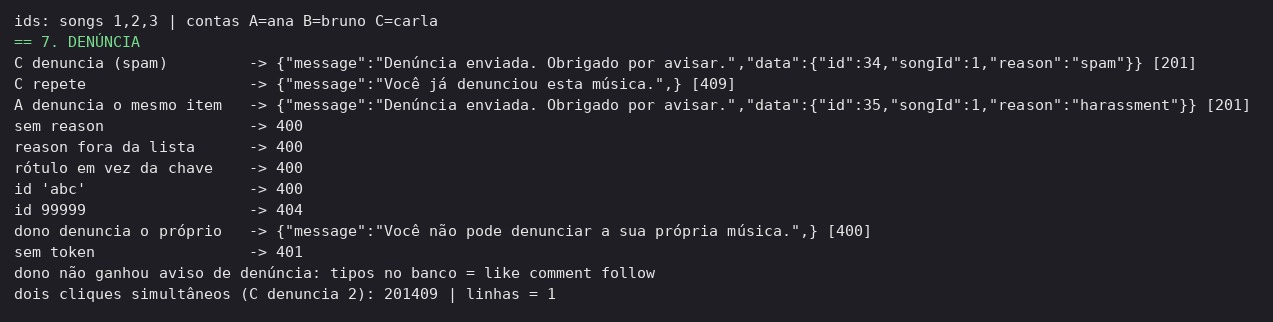 ids: songs 1,2,3 | contas A=ana B=bruno C=carla
== 7. DENÚNCIA
C denuncia (spam)         -> {"message":"Denúncia enviada. Obrigado por avisar.","data":{"id":34,"songId":1,"reason":"spam"}} [201]
C repete                  -> {"message":"Você já denunciou esta música.",} [409]
A denuncia o mesmo item   -> {"message":"Denúncia enviada. Obrigado por avisar.","data":{"id":35,"songId":1,"reason":"harassment"}} [201]
sem reason                -> 400
reason fora da lista      -> 400
rótulo em vez da chave    -> 400
id 'abc'                  -> 400
id 99999                  -> 404
dono denuncia o próprio   -> {"message":"Você não pode denunciar a sua própria música.",} [400]
sem token                 -> 401
dono não ganhou aviso de denúncia: tipos no banco = like comment follow
dois cliques simultâneos (C denuncia 2): 201409 | linhas = 1